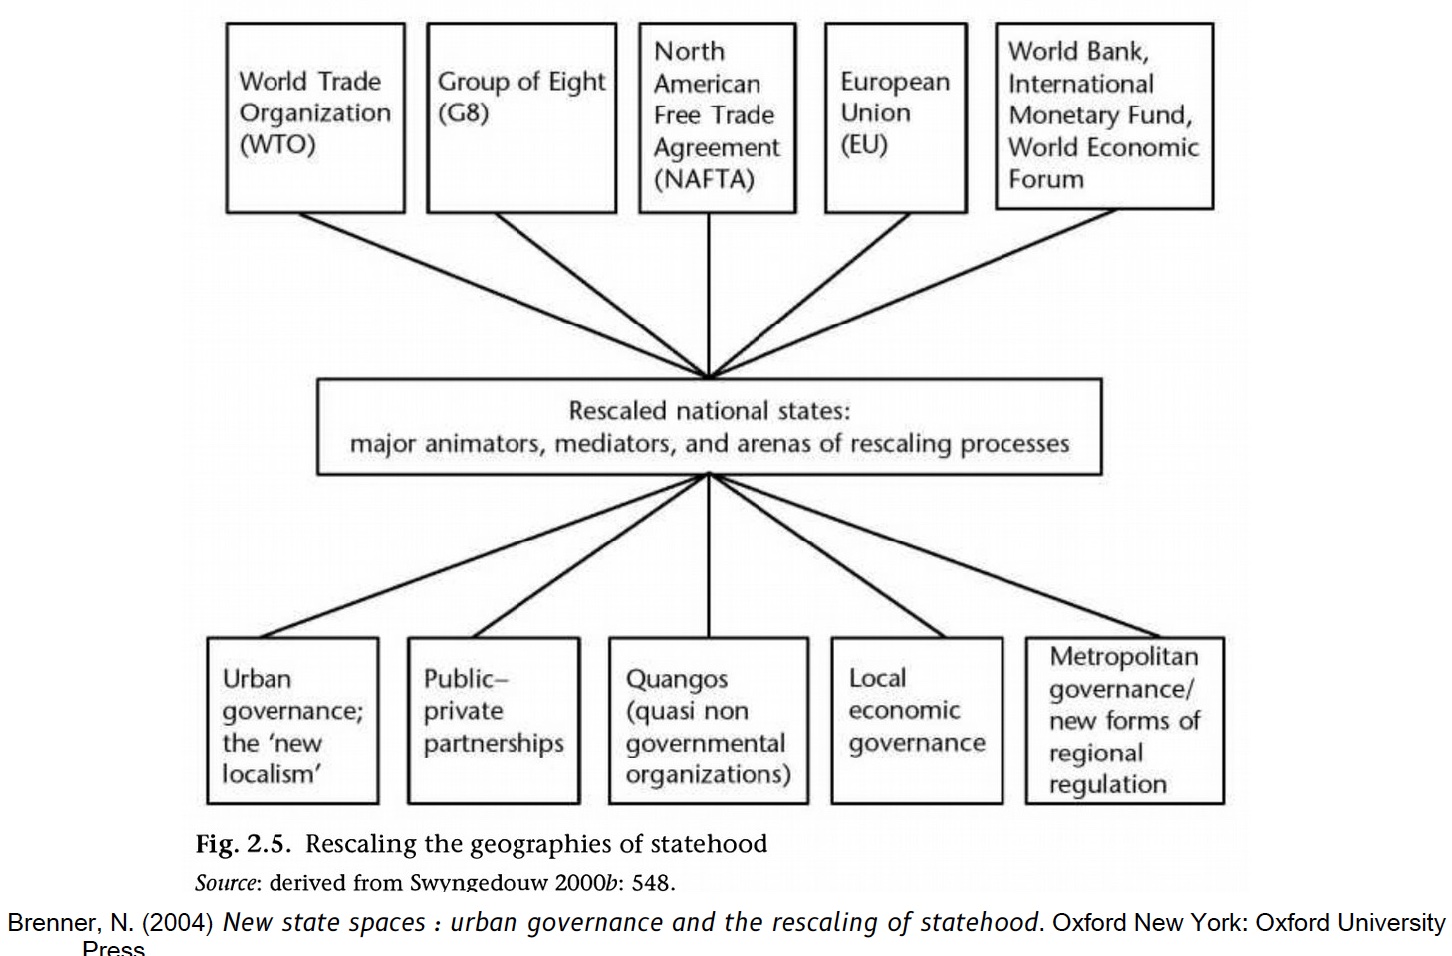 World Trade
Organization
(WTO)
Group of Eight
(G8)
North
American
Free Trade
Agreement
(NAFTA)
European
Union
(EU)
World Bank,
International
Monetary Fund,
World Economic
Forum
Rescaled national states:
major animators, mediators, and arenas of rescaling processes
Urban
governance;
the ‘new
localism’
Public–
private
partnerships
Quangos
(quasi non
governmental
organizations)
Local
economic
governance
Metropolitan
governance/
new forms of
regional
regulation
Fig. 2.5. Rescaling the geographies of statehood
Source: derived from Swyngedouw 2000b: 548.
Brenner, N. (2004) New state spaces : urban governance and the rescaling of statehood. Oxford New York: Oxford University
Press